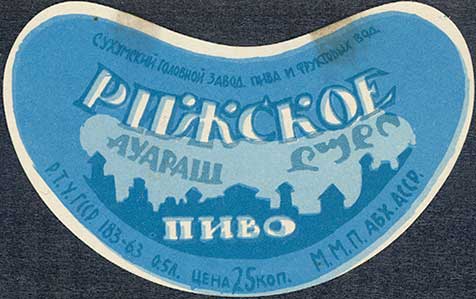 СУХУМСКИЙ ГОЛОВНОЙ ЗАВОД ПИВА И ФРУКТОВЫХ ВОД
РИЖСКОЕ
АУАРАШ
ПИВО
Р.Т.У. ГССР 183-63 0,5Л. ЦЕНА 25 КОП. М.М.П. АБХ. АССР.